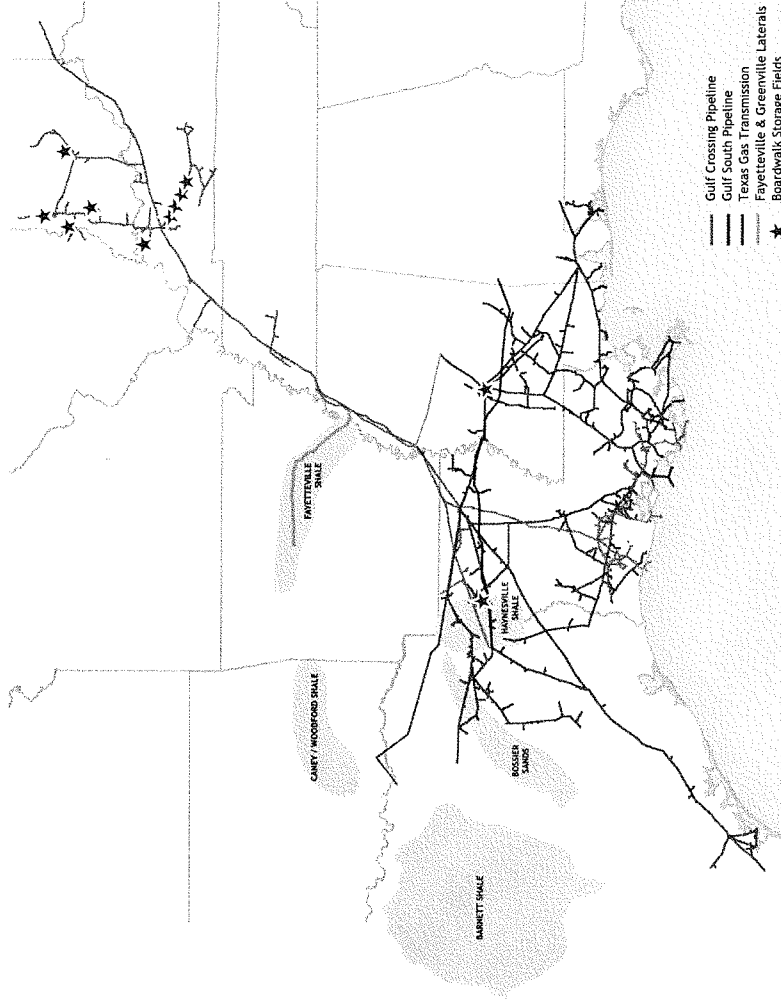 FAYETTEVILLE
SHALE
CANEY / WOODFORD SHALE
HAYNESVILLE
SHALE
BOSSIER
SANDS
BARNETT SHALE
Gulf Crossing Pipeline
Gulf South Pipeline
Texas Gas Transmission
Fayetteville & Greenville Laterals
Boardwalk Storage Fields